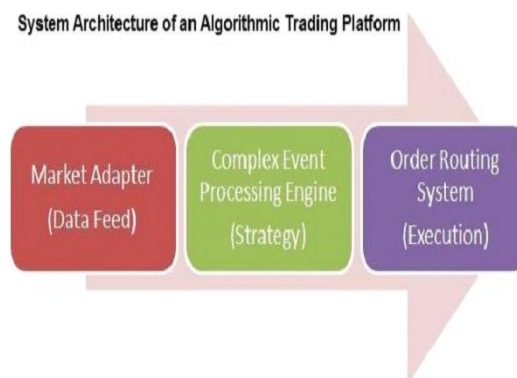 System Architecture of an Algorithmic Trading Platform
Market Adapter
(Data Feed)
Complex Event
Processing Engine
(Strategy)
Order Routing
System
(Execution)